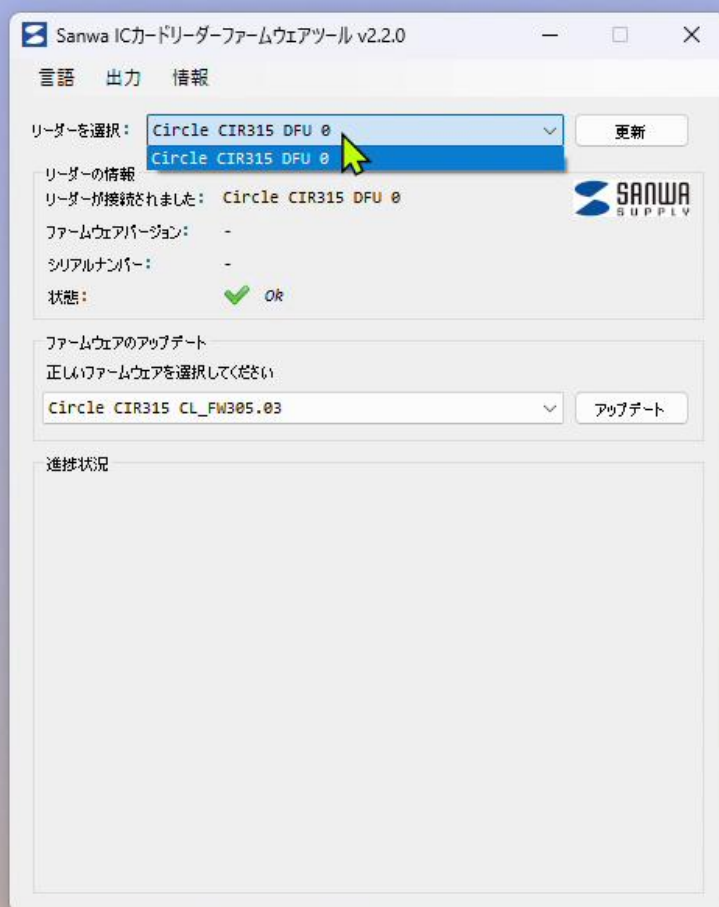 Sanwa ICカードリーダーファームウェアツール v2.2.0
言語 出力 情報
リーダーを選択： Circle CIR315 DFU 0 更新
Circle CIR315 DFU 0
リーダーの情報
リーダーが接続されました： Circle CIR315 DFU 0
SANWA
SUPPLY
ファームウェアバージョン： -
シリアルナンバー： -
状態： Ok
ファームウェアのアップデート
正しいファームウェアを選択してください
Circle CIR315 CL_FW305.03 アップデート
進捗状況